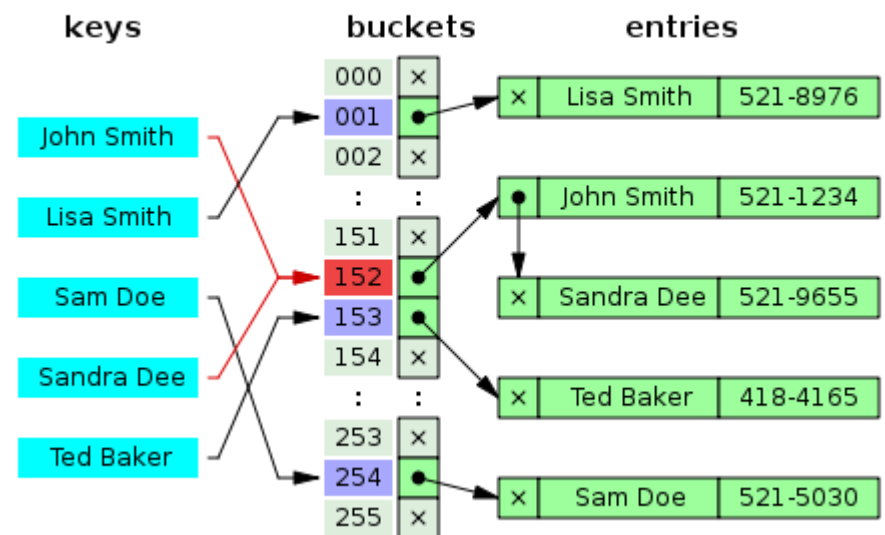 keys
buckets
entries
John Smith
Lisa Smith
Sam Doe
Sandra Dee
Ted Baker
000 ×
001
002 ×
: :
151 ×
152
153
154 ×
: :
253 ×
254
255 ×
× Lisa Smith 521-8976
John Smith 521-1234
× Sandra Dee 521-9655
× Ted Baker 418-4165
× Sam Doe 521-5030